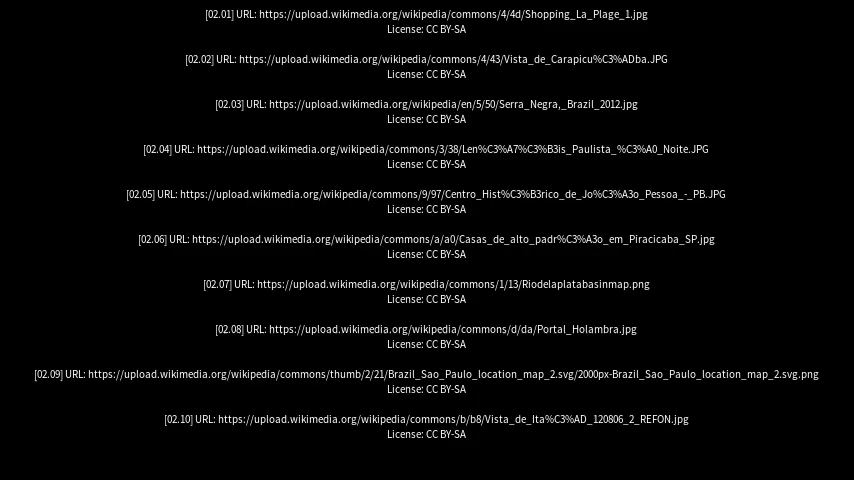 [02.01] URL: https://upload.wikimedia.org/wikipedia/commons/4/4d/Shopping_La_Plage_1.jpg
License: CC BY-SA
[02.02] URL: https://upload.wikimedia.org/wikipedia/commons/4/43/Vista_de_Carapicu%C3%ADba.JPG
License: CC BY-SA
[02.03] URL: https://upload.wikimedia.org/wikipedia/en/5/50/Serra_Negra,_Brazil_2012.jpg
License: CC BY-SA
[02.04] URL: https://upload.wikimedia.org/wikipedia/commons/3/38/Len%C3%A7%C3%B3is_Paulista_%C3%A0_Noite.JPG
License: CC BY-SA
[02.05] URL: https://upload.wikimedia.org/wikipedia/commons/9/97/Centro_Hist%C3%B3rico_de_Jo%C3%A3o_Pessoa_-_PB.JPG
License: CC BY-SA
[02.06] URL: https://upload.wikimedia.org/wikipedia/commons/a/a0/Casas_de_alto_padr%C3%A3o_em_Piracicaba_SP.jpg
License: CC BY-SA
[02.07] URL: https://upload.wikimedia.org/wikipedia/commons/1/13/Riodelaplatabasinmap.png
License: CC BY-SA
[02.08] URL: https://upload.wikimedia.org/wikipedia/commons/d/da/Portal_Holambra.jpg
License: CC BY-SA
[02.09] URL: https://upload.wikimedia.org/wikipedia/commons/thumb/2/21/Brazil_Sao_Paulo_location_map_2.svg/2000px-Brazil_Sao_Paulo_location_map_2.svg.png
License: CC BY-SA
[02.10] URL: https://upload.wikimedia.org/wikipedia/commons/b/b8/Vista_de_Ita%C3%AD_120806_2_REFON.jpg
License: CC BY-SA